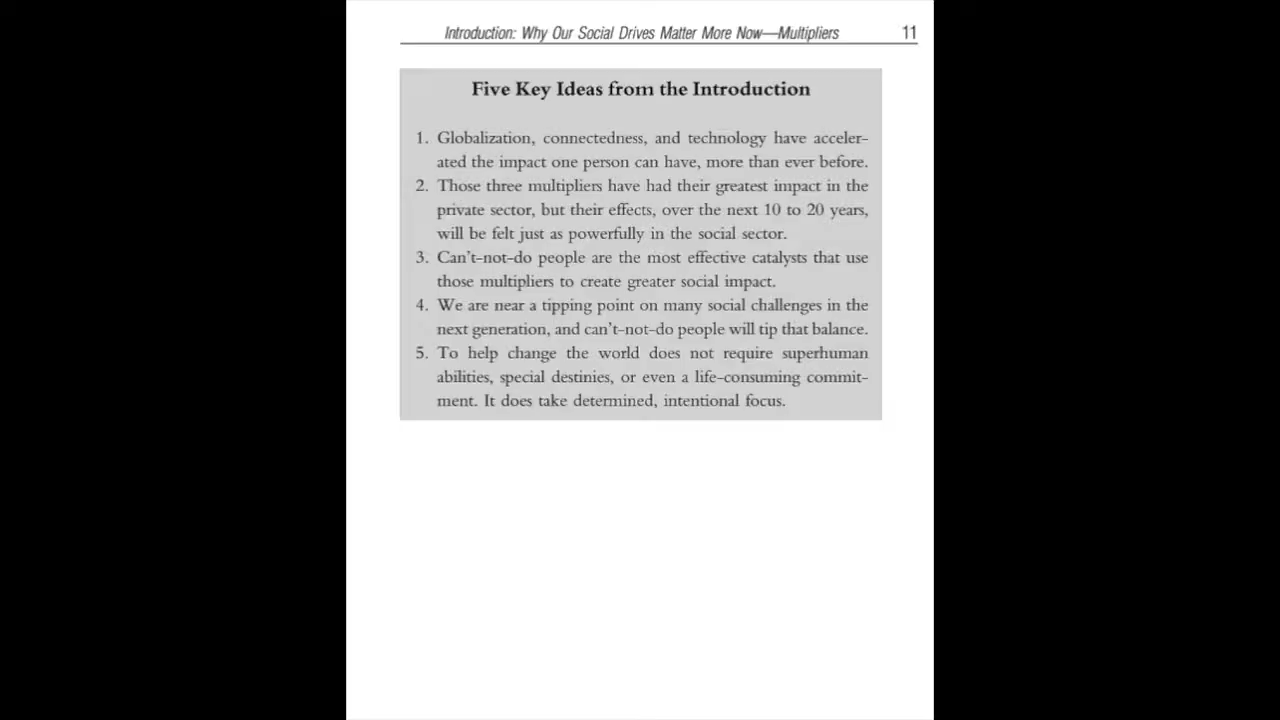 Introduction: Why Our Social Drives Matter More Now—Multipliers 11
Five Key Ideas from the Introduction
1. Globalization, connectedness, and technology have acceler-
ated the impact one person can have, more than ever before.
2. Those three multipliers have had their greatest impact in the
private sector, but their effects, over the next 10 to 20 years,
will be felt just as powerfully in the social sector.
3. Can't-not-do people are the most effective catalysts that use
those multipliers to create greater social impact.
4. We are near a tipping point on many social challenges in the
next generation, and can't-not-do people will tip that balance.
5. To help change the world does not require superhuman
abilities, special destinies, or even a life-consuming commit-
ment. It does take determined, intentional focus.